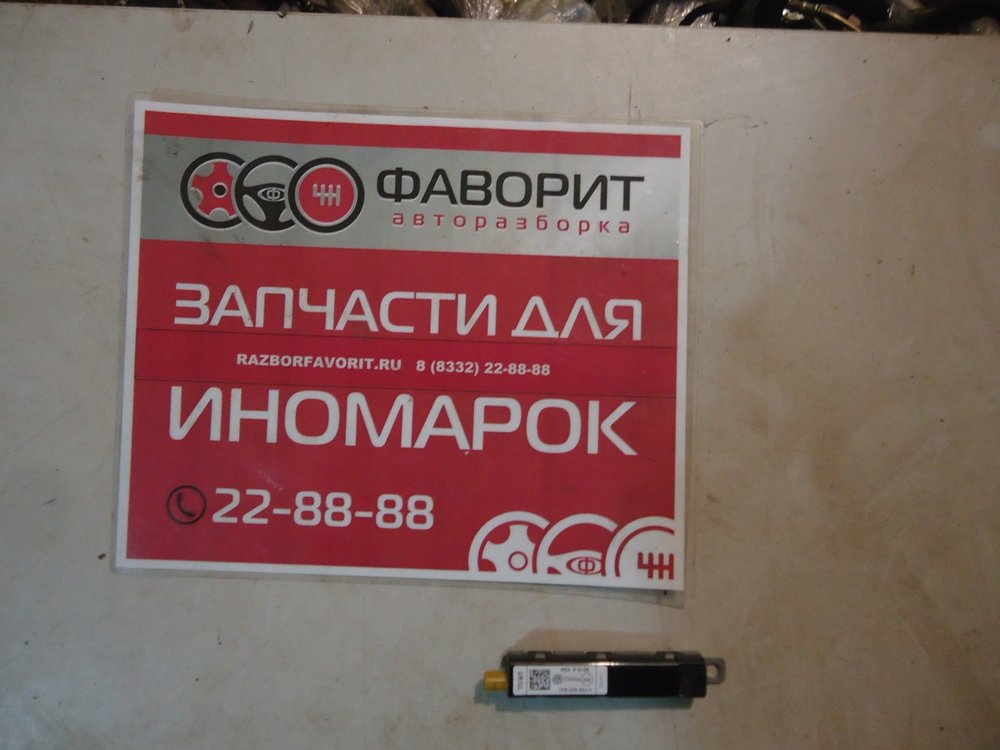 ФАВОРИТ
авторазборка
ЗАПЧАСТИ ДЛЯ
RAZBORFAVORIT.RU 8 (8332) 22-88-88
ИНОМАРОК
22-88-88